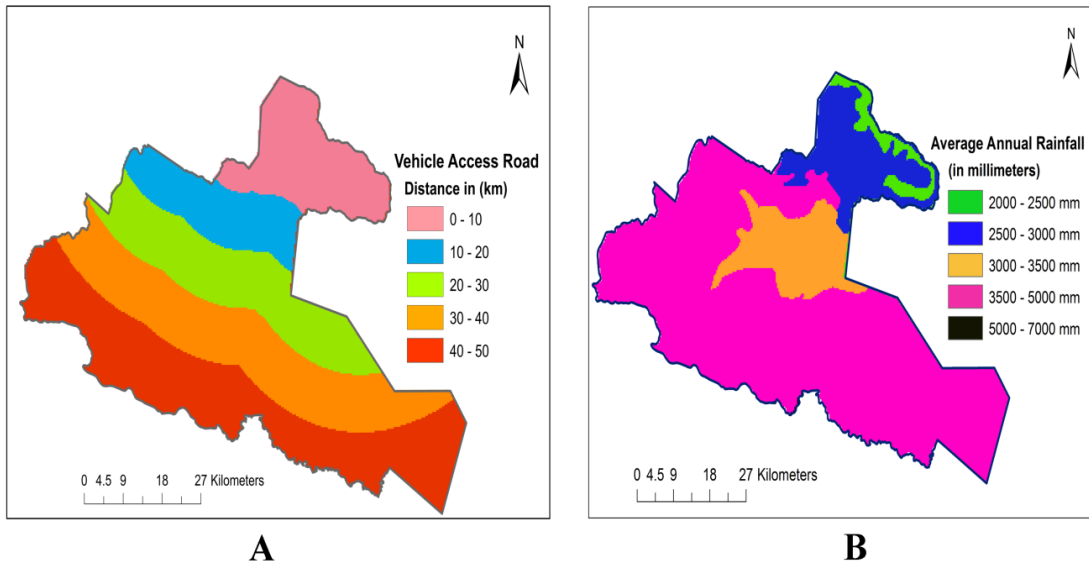 N
Vehicle Access Road
Distance in (km)
0 - 10
10 - 20
20 - 30
30 - 40
40 - 50
0 4.5 9 18 27 Kilometers
A
N
Average Annual Rainfall
(in millimeters)
2000 - 2500 mm
2500 - 3000 mm
3000 - 3500 mm
3500 - 5000 mm
5000 - 7000 mm
0 4.5 9 18 27 Kilometers
B